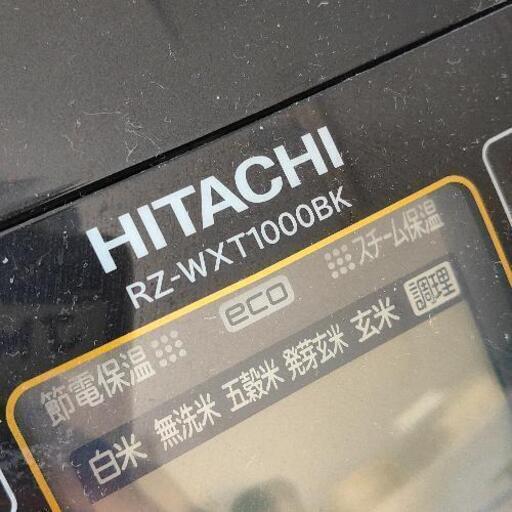 HITACHI
RZ-WXT1000BK
節電保温 eco スチーム保温
白米 無洗米 五穀米 発芽玄米 玄米 調理